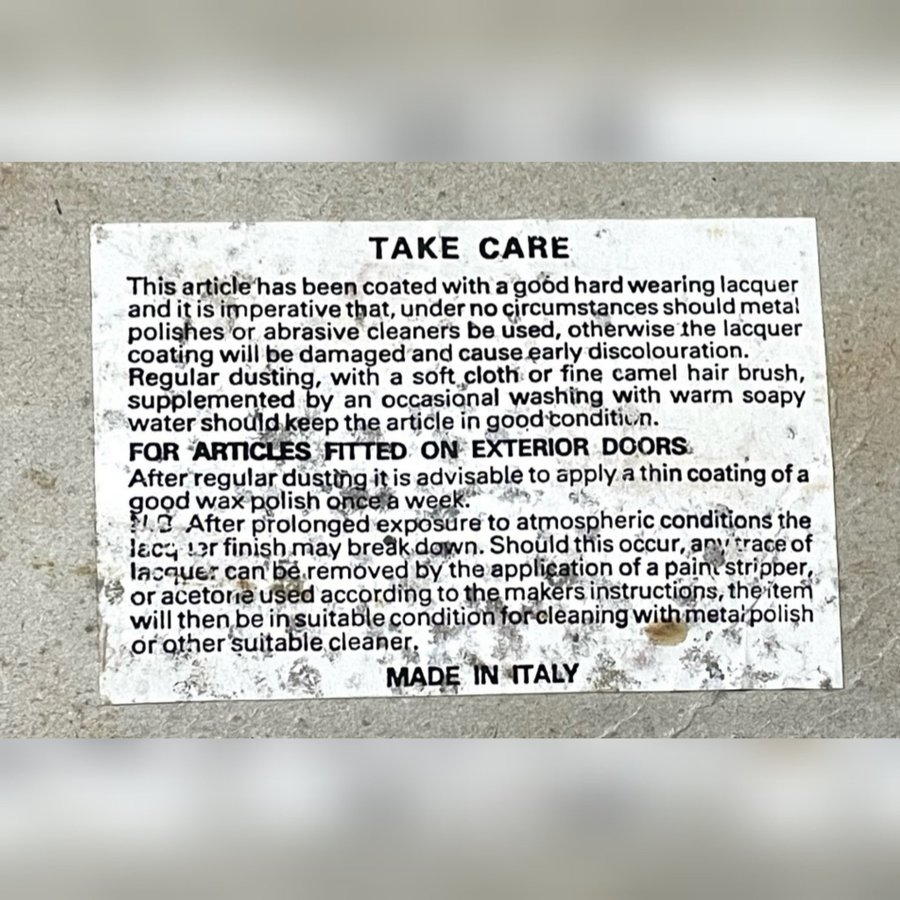 TAKE CARE
This article has been coated with a good hard wearing lacquer
and it is imperative that, under no circumstances should metal
polishes or abrasive cleaners be used, otherwise the lacquer
coating will be damaged and cause early discolouration.
Regular dusting, with a soft cloth or fine camel hair brush,
supplemented by an occasional washing with warm soapy
water should keep the article in good condition.
FOR ARTICLES FITTED ON EXTERIOR DOORS
After regular dusting it is advisable to apply a thin coating of a
good wax polish once a week.
N.B After prolonged exposure to atmospheric conditions the
lacquer finish may break down. Should this occur, any trace of
lacquer can be removed by the application of a paint stripper,
or acetone used according to the makers instructions, the item
will then be in suitable condition for cleaning with metal polish
or other suitable cleaner.
MADE IN ITALY